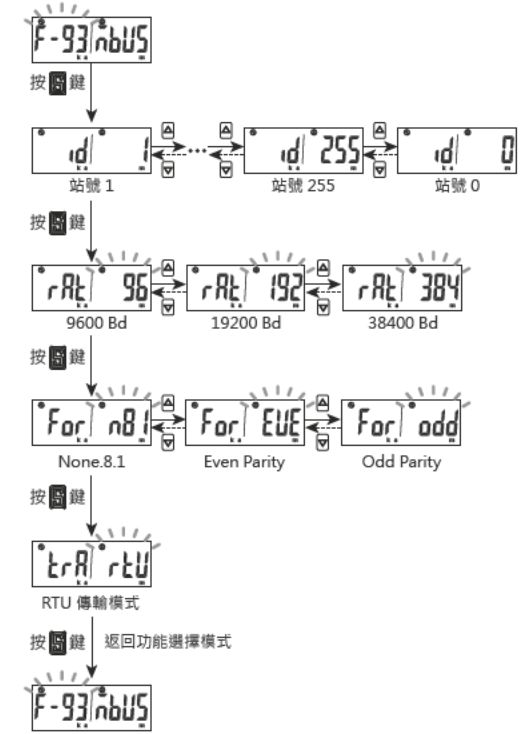 F-93 nbUS
按 S 鍵
id 1
id 255
id 0
站號 1
站號 255
站號 0
按 S 鍵
rAt 96
rAt 192
rAt 384
9600 Bd
19200 Bd
38400 Bd
按 S 鍵
For n81
For EVE
For odd
None.8.1
Even Parity
Odd Parity
按 S 鍵
trA rtU
RTU 傳輸模式
按 S 鍵
返回功能選擇模式
F-93 nbUS